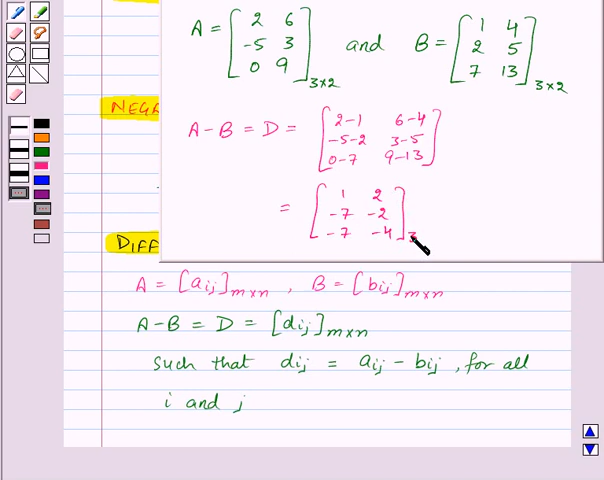 A = [ 2 6
-5 3
0 9 ]3×2 and B = [ 1 4
2 5
7 13 ]3×2
NEG
A-B = D = [ 2-1 6-4
-5-2 3-5
0-7 9-13 ]
= [ 1 2
-7 -2
-7 -4 ]3
DIFF
A = [aij]m×n , B = [bij]m×n
A-B = D = [dij]m×n
such that dij = aij - bij , for all
i and j